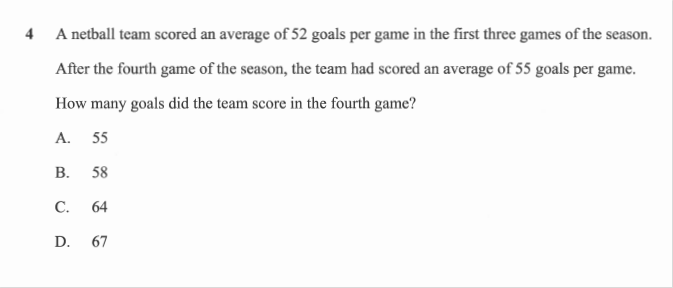 4 A netball team scored an average of 52 goals per game in the first three games of the season.
After the fourth game of the season, the team had scored an average of 55 goals per game.
How many goals did the team score in the fourth game?
A. 55
B. 58
C. 64
D. 67